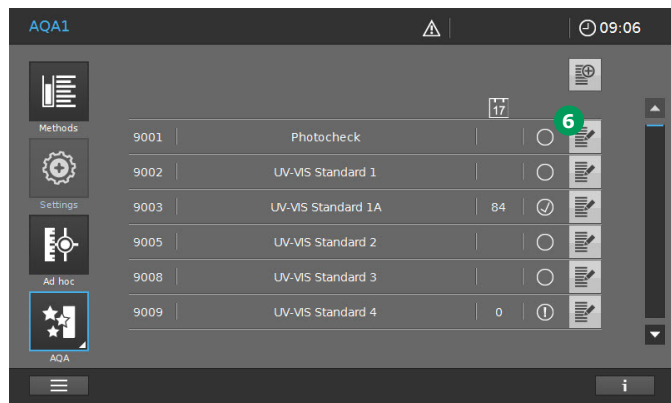 AQA1
09:06
17
6
Methods
9001 Photocheck
9002 UV-VIS Standard 1
Settings
9003 UV-VIS Standard 1A 84
9005 UV-VIS Standard 2
Ad hoc
9008 UV-VIS Standard 3
9009 UV-VIS Standard 4 0
AQA
i